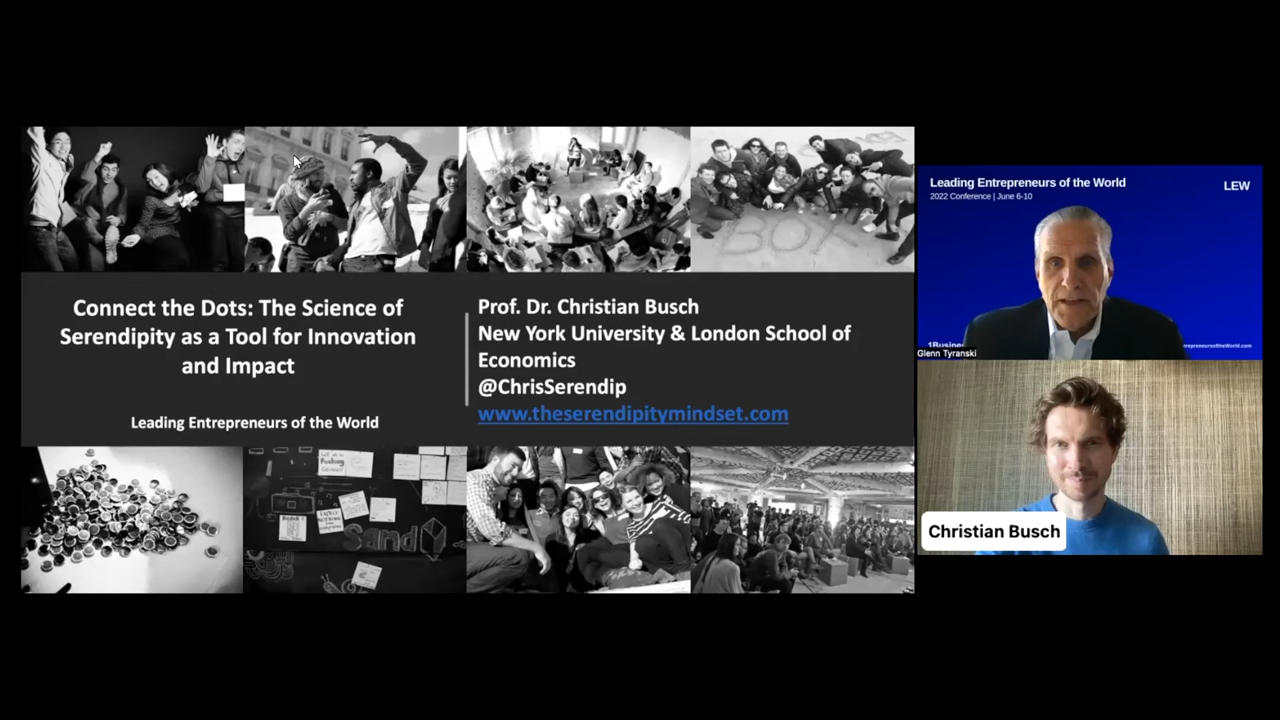 Connect the Dots: The Science of
Serendipity as a Tool for Innovation
and Impact
Leading Entrepreneurs of the World
Prof. Dr. Christian Busch
New York University & London School of
Economics
@ChrisSerendip
www.theserendipitymindset.com
Leading Entrepreneurs of the World
LEW
2022 Conference | June 6-10
Glenn Tyranski
Christian Busch
BOX
Sand